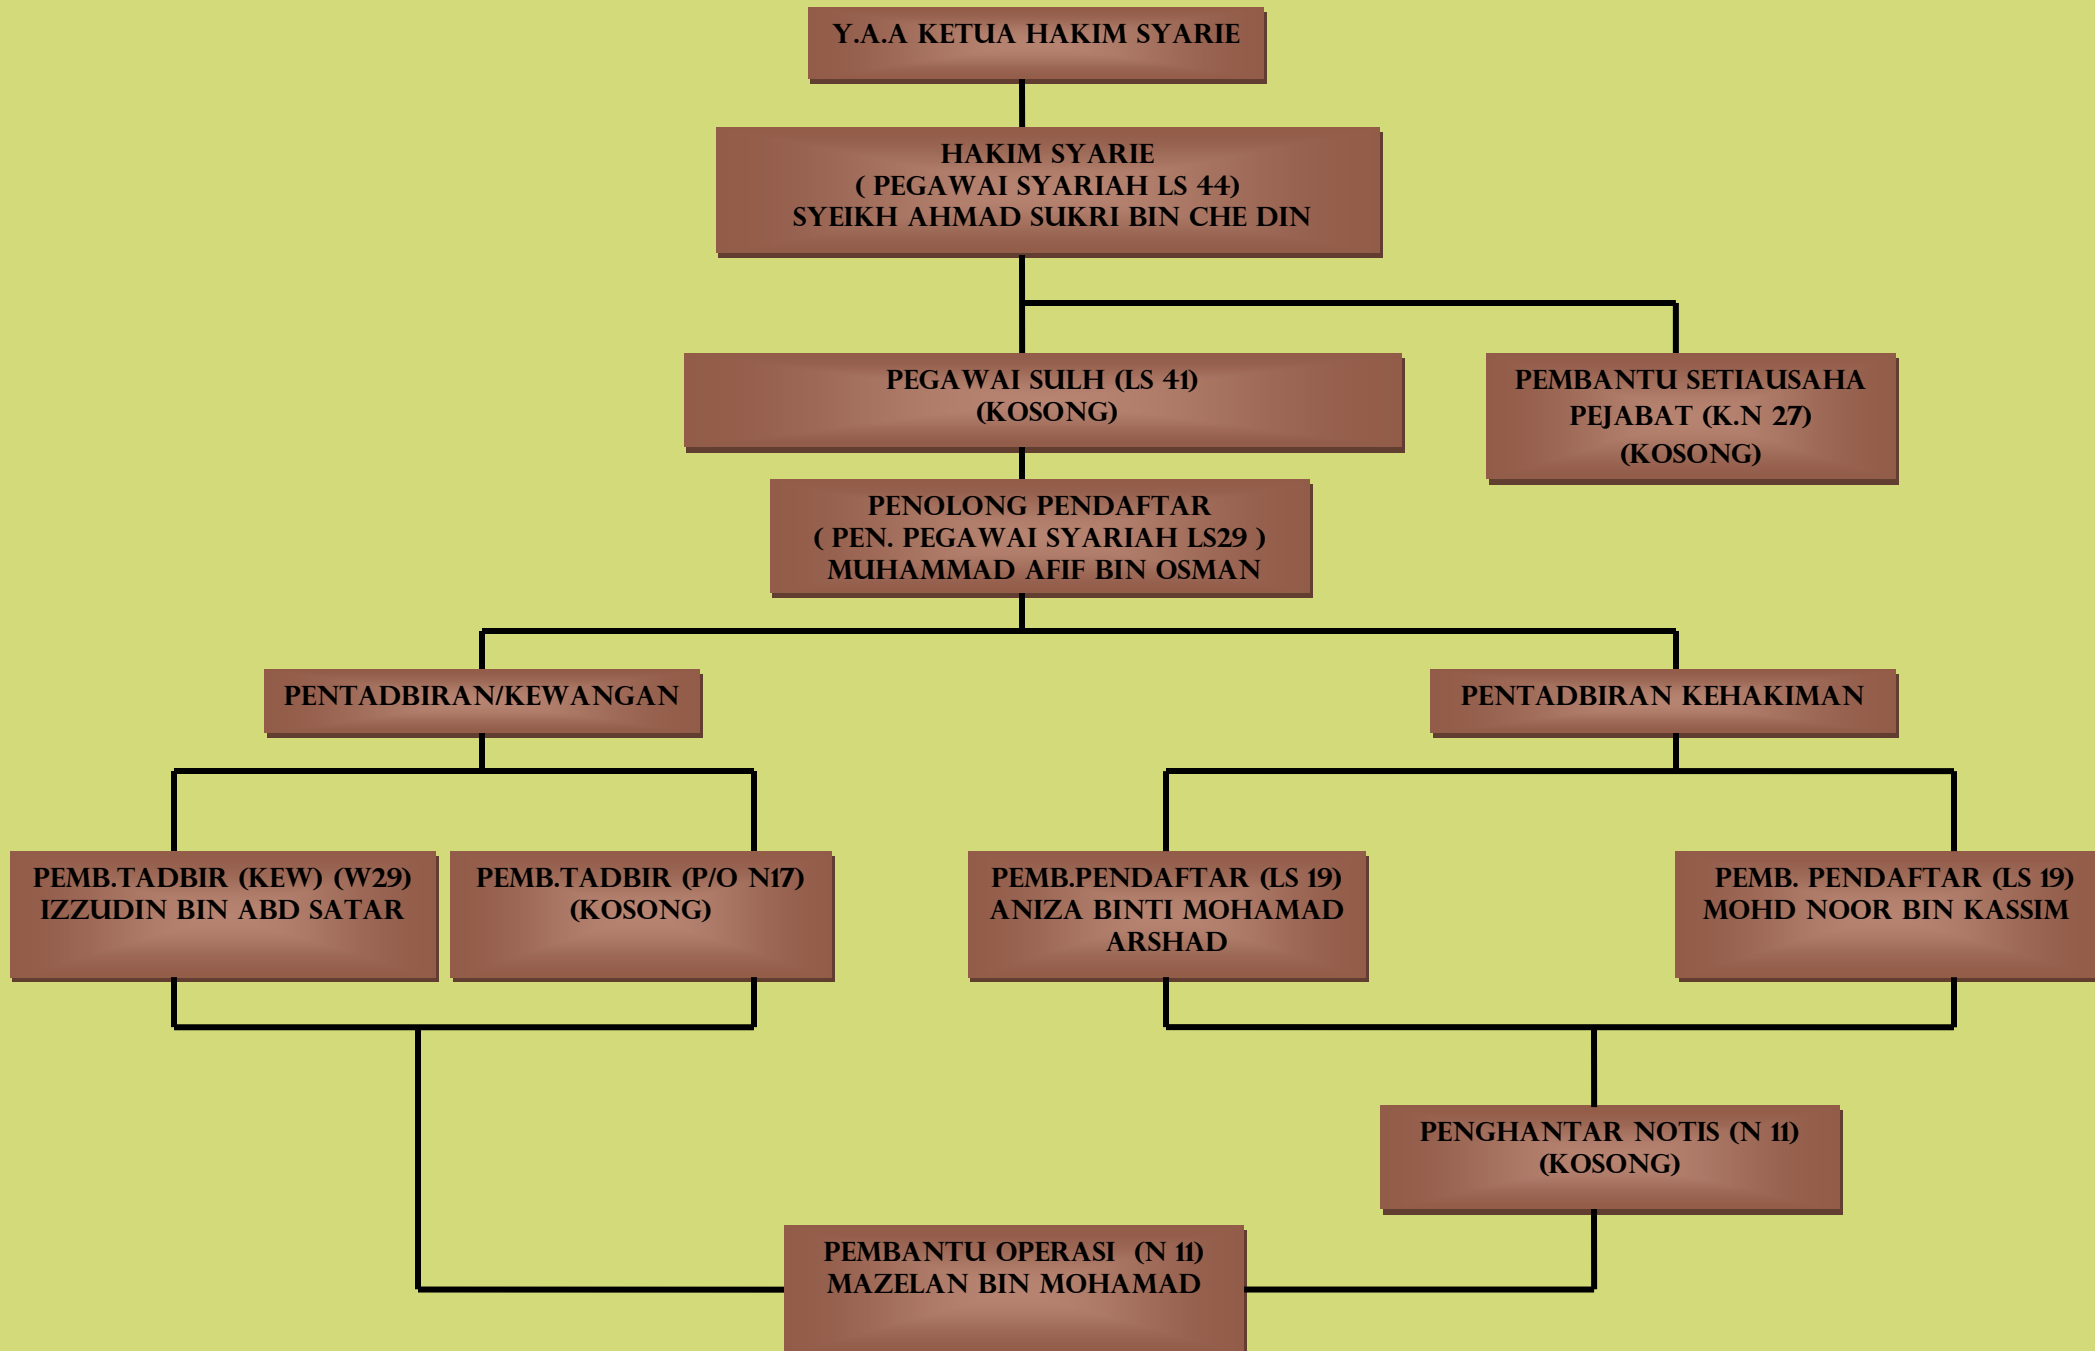 Y.A.A KETUA HAKIM SYARIE
HAKIM SYARIE
( PEGAWAI SYARIAH LS 44)
SYEIKH AHMAD SUKRI BIN CHE DIN
PEGAWAI SULH (LS 41)
(KOSONG)
PEMBANTU SETIAUSAHA
PEJABAT (K.N 27)
(KOSONG)
PENOLONG PENDAFTAR
( PEN. PEGAWAI SYARIAH LS29 )
MUHAMMAD AFIF BIN OSMAN
PENTADBIRAN/KEWANGAN
PENTADBIRAN KEHAKIMAN
PEMB.TADBIR (KEW) (W29)
IZZUDIN BIN ABD SATAR
PEMB.TADBIR (P/O N17)
(KOSONG)
PEMB.PENDAFTAR (LS 19)
ANIZA BINTI MOHAMAD
ARSHAD
PEMB. PENDAFTAR (LS 19)
MOHD NOOR BIN KASSIM
PENGHANTAR NOTIS (N 11)
(KOSONG)
PEMBANTU OPERASI (N 11)
MAZELAN BIN MOHAMAD